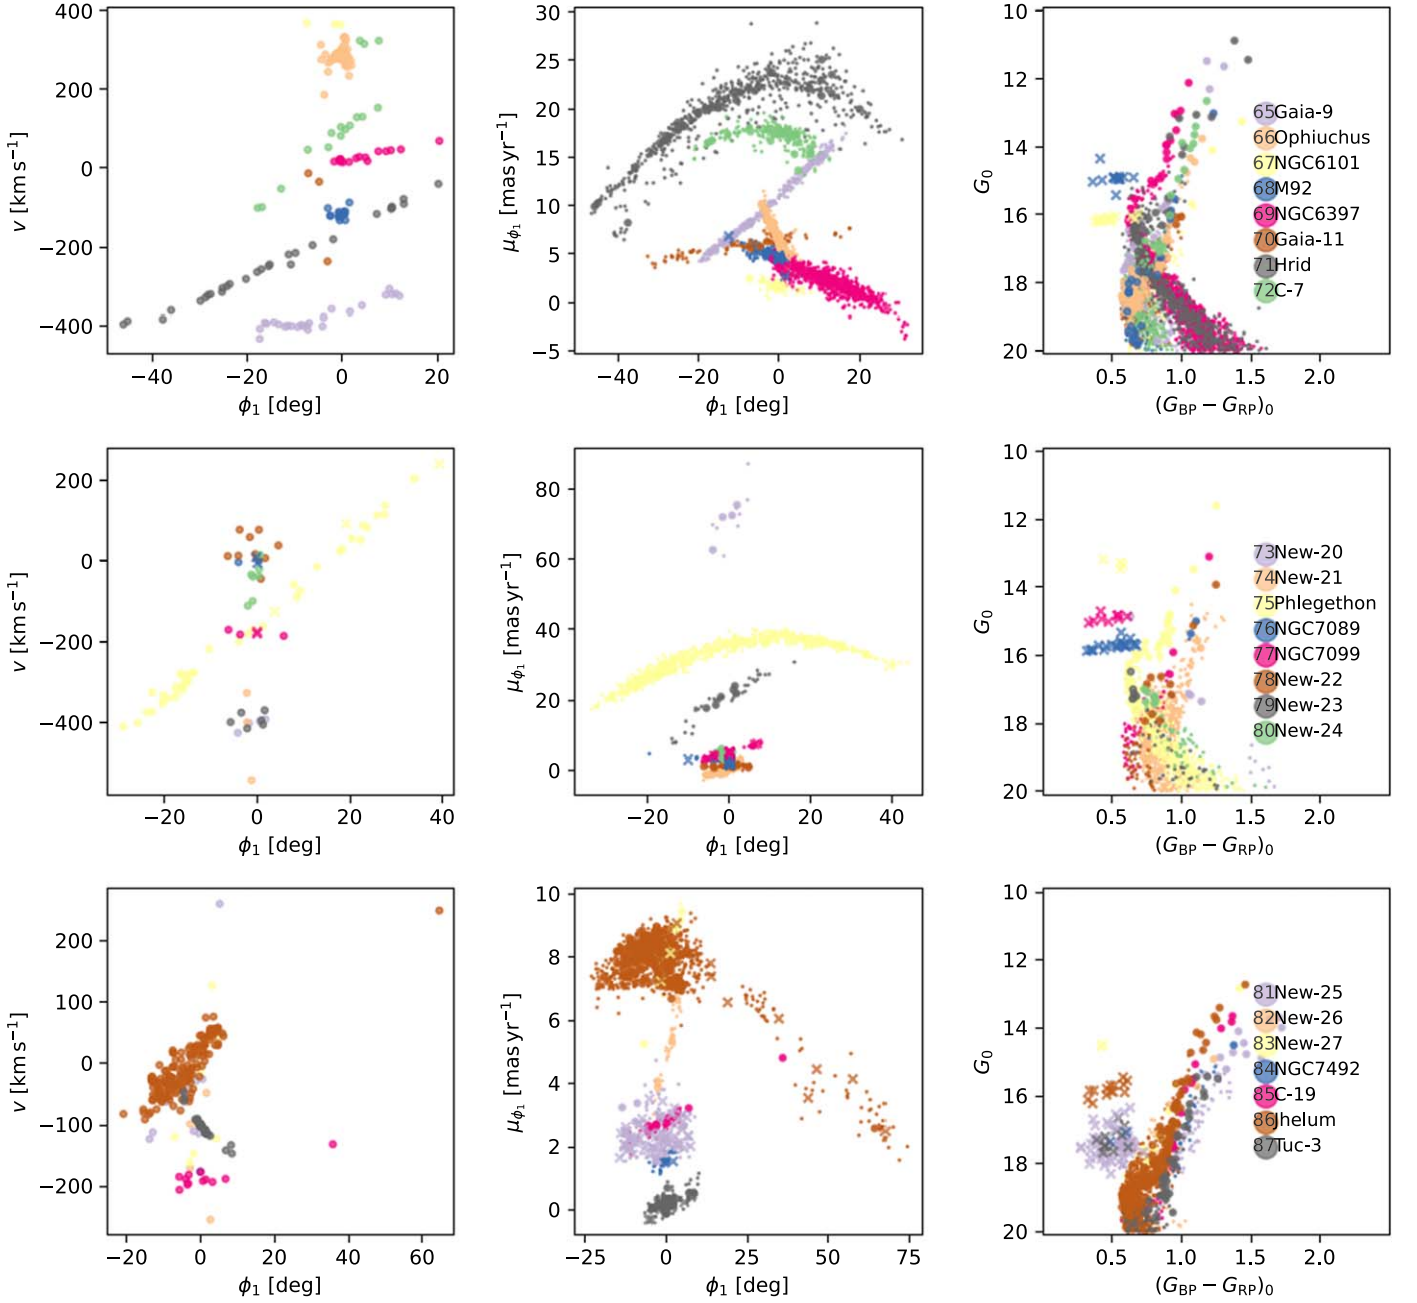 400
200
0
−200
−400
v [km s⁻¹]
−40
−20
0
20
ϕ₁ [deg]
30
25
20
15
10
5
0
−5
μϕ₁ [mas yr⁻¹]
−40
−20
0
20
ϕ₁ [deg]
10
12
14
16
18
20
G₀
0.5
1.0
1.5
2.0
(G_BP − G_RP)₀
65Gaia-9
66Ophiuchus
67NGC6101
68M92
69NGC6397
70Gaia-11
71Hrid
72C-7
200
0
−200
−400
v [km s⁻¹]
−20
0
20
40
ϕ₁ [deg]
80
60
40
20
0
μϕ₁ [mas yr⁻¹]
−20
0
20
40
ϕ₁ [deg]
10
12
14
16
18
20
G₀
0.5
1.0
1.5
2.0
(G_BP − G_RP)₀
73New-20
74New-21
75Phlegethon
76NGC7089
77NGC7099
78New-22
79New-23
80New-24
200
100
0
−100
−200
v [km s⁻¹]
−20
0
20
40
60
ϕ₁ [deg]
10
8
6
4
2
0
μϕ₁ [mas yr⁻¹]
−25
0
25
50
75
ϕ₁ [deg]
10
12
14
16
18
20
G₀
0.5
1.0
1.5
2.0
(G_BP − G_RP)₀
81New-25
82New-26
83New-27
84NGC7492
85C-19
86Jhelum
87Tuc-3